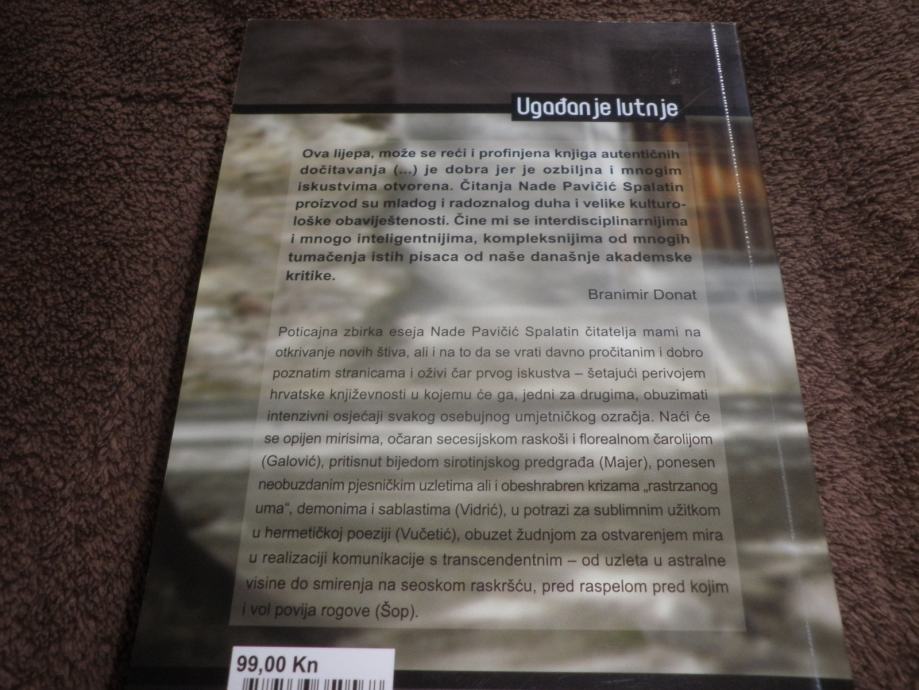 Ugađanje lutnje
Ova lijepa, može se reći i profinjena knjiga autentičnih
dočitavanja (...) je dobra jer je ozbiljna i mnogim
iskustvima otvorena. Čitanja Nade Pavičić Spalatin
proizvod su mladog i radoznalog duha i velike kulturo-
loške obaviještenosti. Čine mi se interdisciplinarnijima
i mnogo inteligentnijima, kompleksnijima od mnogih
tumačenja istih pisaca od naše današnje akademske
kritike.
Branimir Donat
Poticajna zbirka eseja Nade Pavičić Spalatin čitatelja mami na
otkrivanje novih štiva, ali i na to da se vrati davno pročitanim i dobro
poznatim stranicama i oživi čar prvog iskustva – šetajući perivojem
hrvatske književnosti u kojemu će ga, jedni za drugima, obuzimati
intenzivni osjećaji svakog osebujnog umjetničkog ozračja. Naći će
se opijen mirisima, očaran secesijskom raskoši i florealnom čarolijom
(Galović), pritisnut bijedom sirotinjskog predgrađa (Majer), ponesen
neobuzdanim pjesničkim uzletima ali i obeshrabren krizama „rastrzanog
uma“, demonima i sablastima (Vidrić), u potrazi za sublimnim užitkom
u hermetičkoj poeziji (Vučetić), obuzet žudnjom za ostvarenjem mira
u realizaciji komunikacije s transcendentnim – od uzleta u astralne
visine do smirenja na seoskom raskršću, pred raspelom pred kojim
i vol povija rogove (Šop).
99,00 Kn